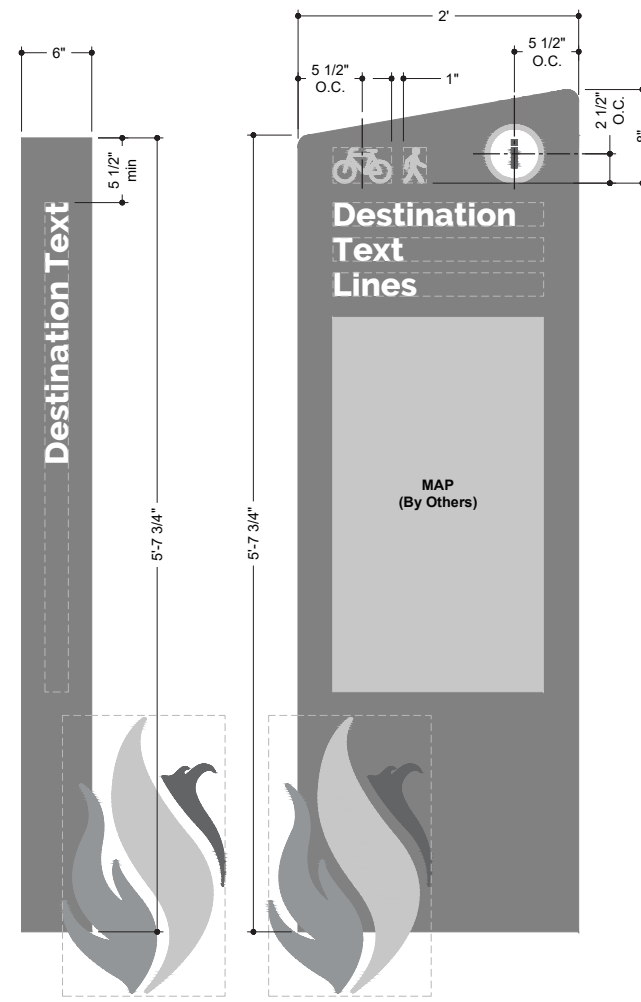 2'
6"
5 1/2"
O.C.
5 1/2"
O.C.
1"
2 1/2"
O.C.
8"
5 1/2"
min
i
Destination Text
Destination
Text
Lines
MAP
(By Others)
5'-7 3/4"
5'-7 3/4"